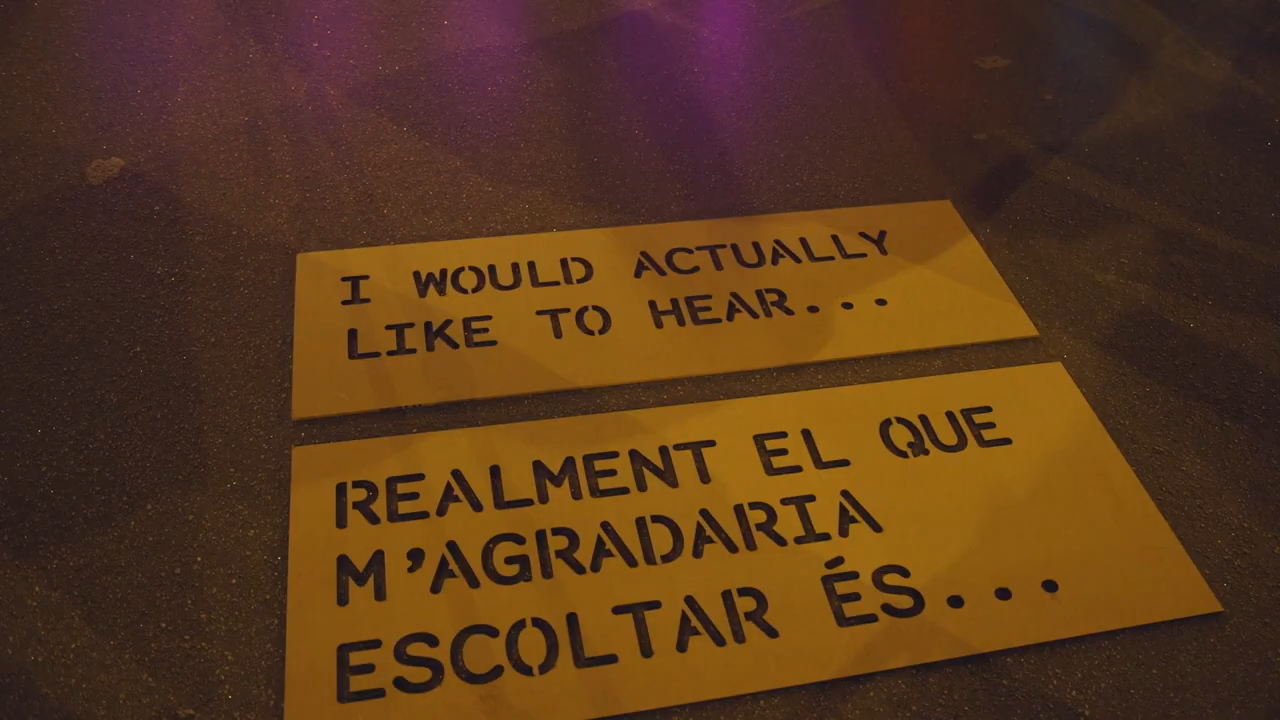 I WOULD ACTUALLY
LIKE TO HEAR...
REALMENT EL QUE
M'AGRADARIA
ESCOLTAR ÉS...